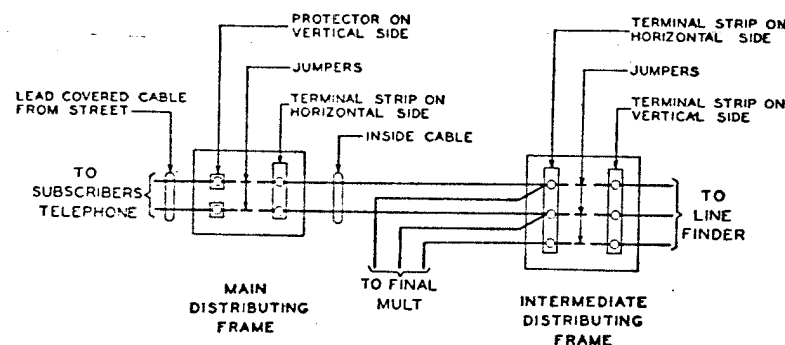 PROTECTOR ON
VERTICAL SIDE
JUMPERS
LEAD COVERED CABLE
FROM STREET
TERMINAL STRIP ON
HORIZONTAL SIDE
INSIDE CABLE
TO
SUBSCRIBERS
TELEPHONE
MAIN
DISTRIBUTING
FRAME
TO FINAL
MULT
TERMINAL STRIP ON
HORIZONTAL SIDE
JUMPERS
TERMINAL STRIP ON
VERTICAL SIDE
TO
LINE
FINDER
INTERMEDIATE
DISTRIBUTING
FRAME